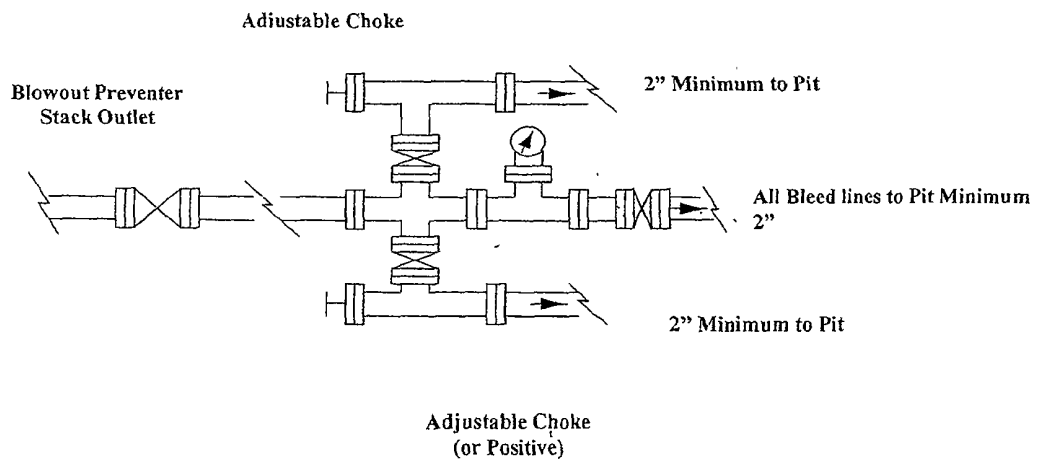 Adiustable Choke
Blowout Preventer
Stack Outlet
2" Minimum to Pit
All Bleed lines to Pit Minimum
2"
2" Minimum to Pit
Adjustable Choke
(or Positive)